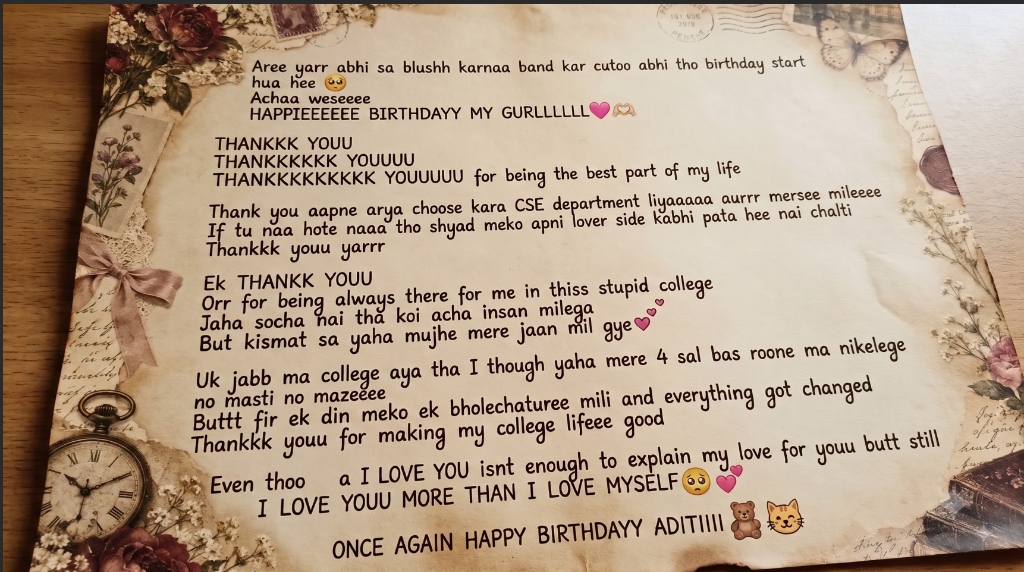 Aree yarr abhi sa blushh karnaa band kar cutoo abhi tho birthday start
hua hee 🥺
Achaa weseeee
HAPPIEEEEEE BIRTHDAYY MY GURLLLLLL💗🫶🏻
THANKKK YOUU
THANKKKKKK YOUUUU
THANKKKKKKKKK YOUUUUU for being the best part of my life
Thank you aapne arya choose kara CSE department liyaaaaa aurrr mersee mileeee
If tu naa hote naaa tho shyad meko apni lover side kabhi pata hee nai chalti
Thankkk youu yarrr
Ek THANKK YOUU
Orr for being always there for me in thiss stupid college
Jaha socha nai tha koi acha insan milega
But kismat sa yaha mujhe mere jaan mil gye💕
Uk jabb ma college aya tha I though yaha mere 4 sal bas roone ma nikelege
no masti no mazeeee
Buttt fir ek din meko ek bholechaturee mili and everything got changed
Thankkk youu for making my college lifeee good
Even thoo a I LOVE YOU isnt enough to explain my love for youu butt still
I LOVE YOUU MORE THAN I LOVE MYSELF🥺💕
ONCE AGAIN HAPPY BIRTHDAYY ADITIIII🧸😺